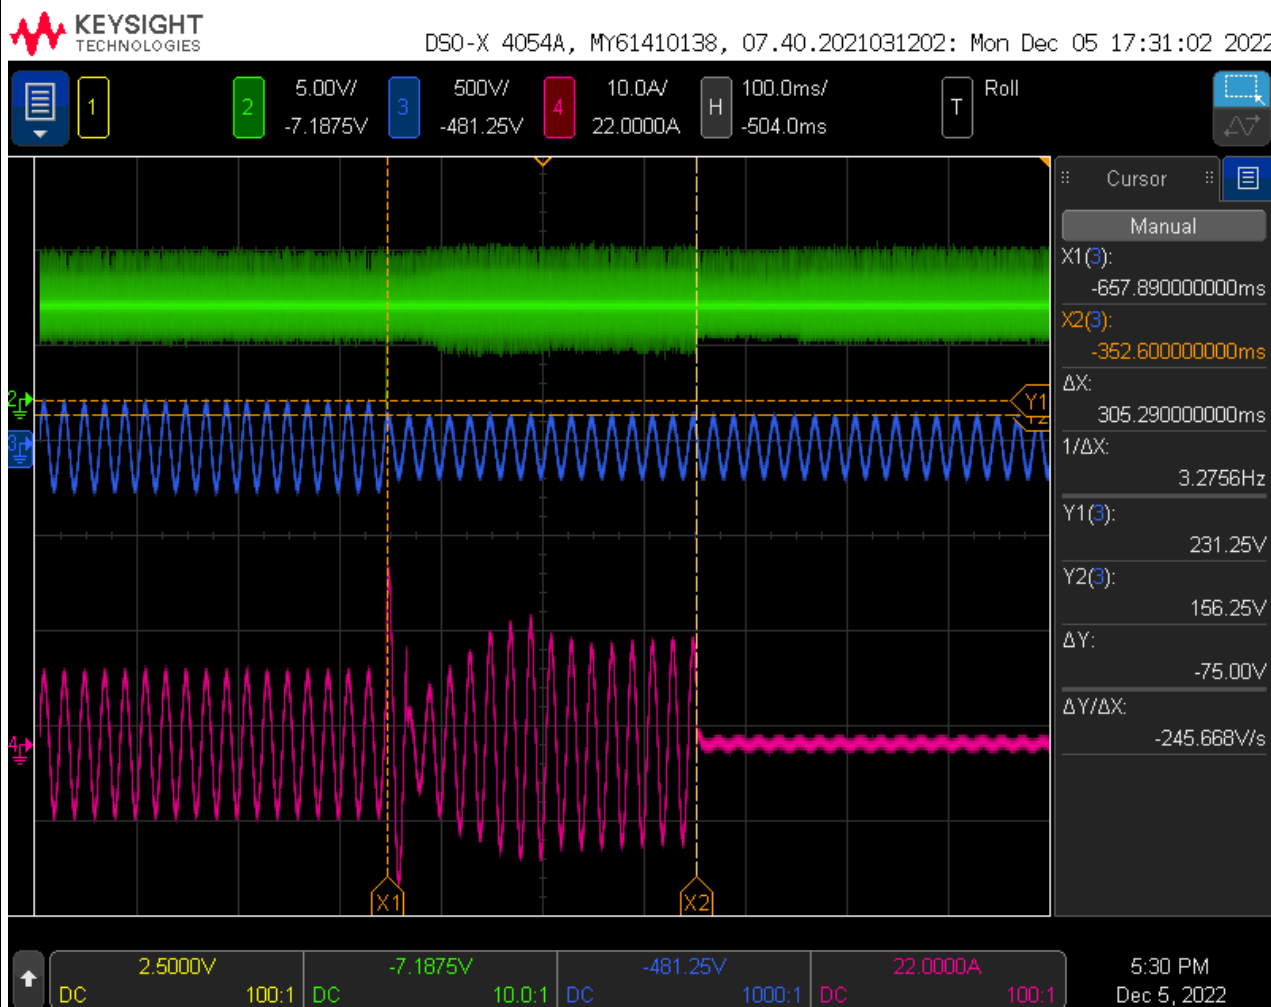 KEYSIGHT
TECHNOLOGIES
DSO-X 4054A, MY61410138, 07.40.2021031202: Mon Dec 05 17:31:02 2022
1
2
5.00V/
-7.1875V
3
500V/
-481.25V
4
10.0A/
22.0000A
H
100.0ms/
-504.0ms
T
Roll
Cursor
Manual
X1(3):
-657.890000000ms
X2(3):
-352.600000000ms
ΔX:
305.290000000ms
1/ΔX:
3.2756Hz
Y1(3):
231.25V
Y2(3):
156.25V
ΔY:
-75.00V
ΔY/ΔX:
-245.668V/s
2
3
4
Y1
Y2
X1
X2
2.5000V
DC 100:1
-7.1875V
DC 10.0:1
-481.25V
DC 1000:1
22.0000A
DC 100:1
5:30 PM
Dec 5, 2022